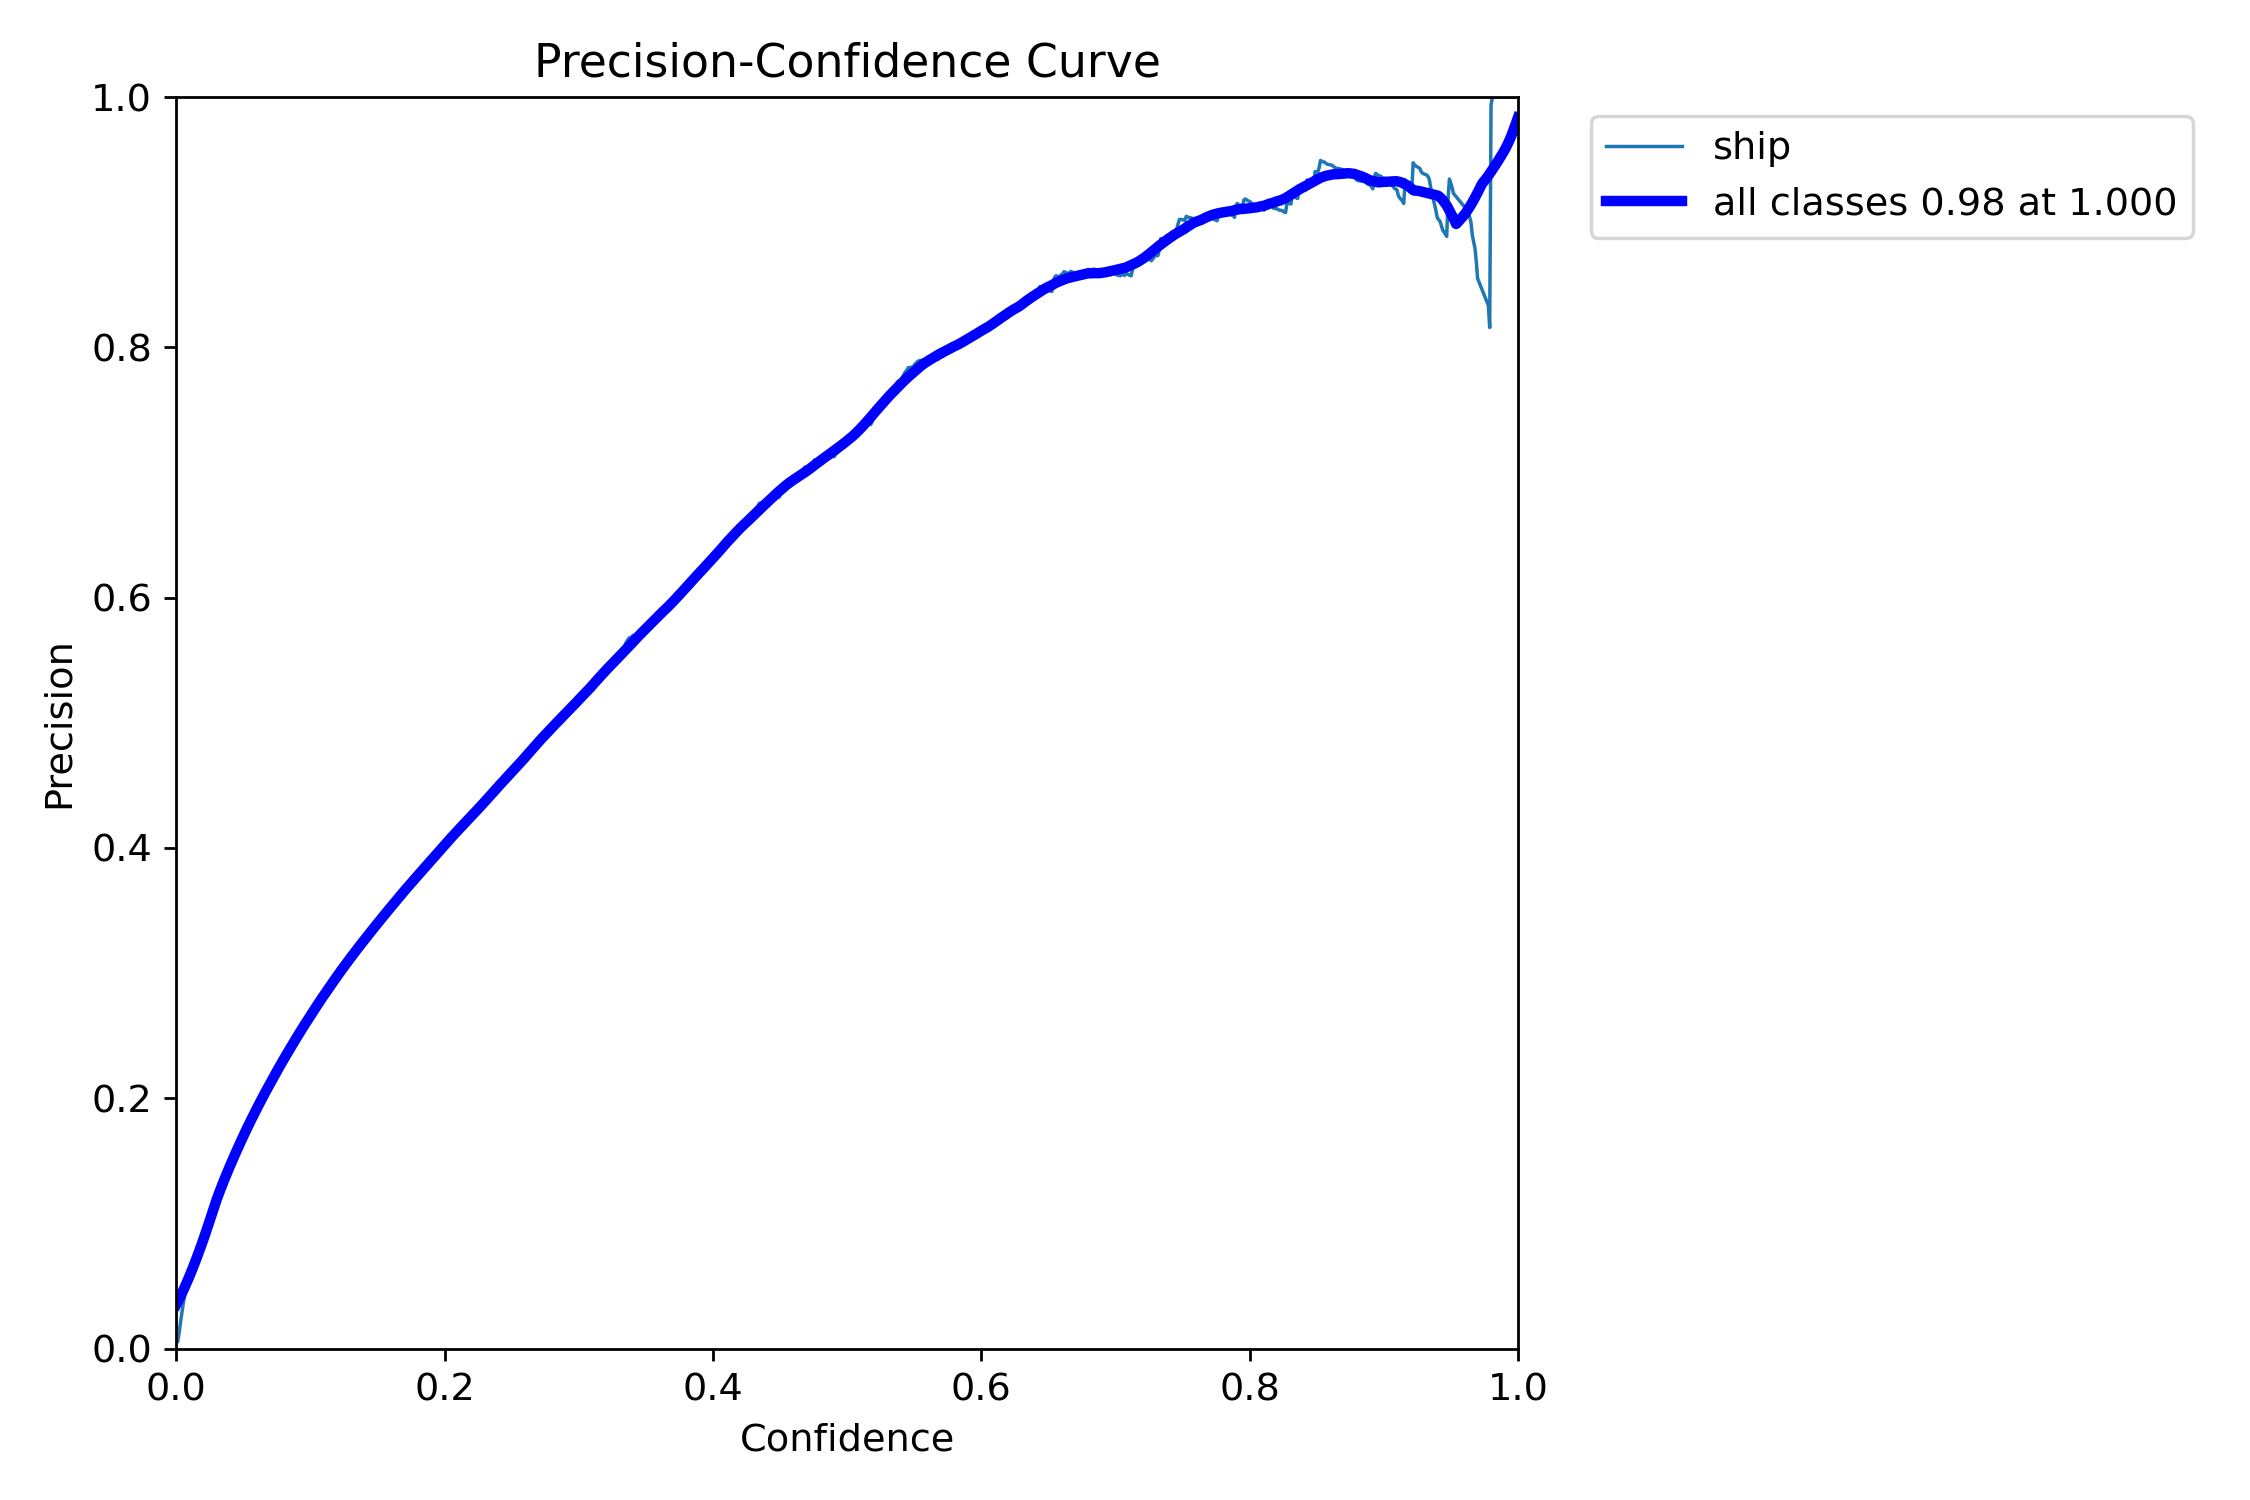 Precision-Confidence Curve
1.0
0.8
0.6
0.4
0.2
0.0
Precision
0.0 0.2 0.4 0.6 0.8 1.0
Confidence
ship
all classes 0.98 at 1.000